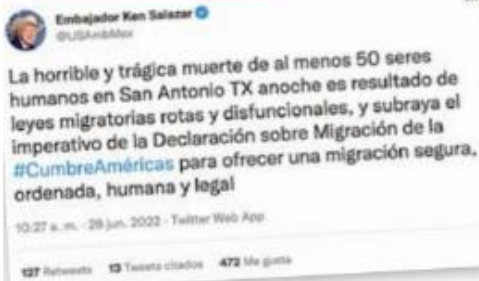 Embajador Ken Salazar
@USAmbMex
La horrible y trágica muerte de al menos 50 seres
humanos en San Antonio TX anoche es resultado de
leyes migratorias rotas y disfuncionales, y subraya el
imperativo de la Declaración sobre Migración de la
#CumbreAméricas para ofrecer una migración segura,
ordenada, humana y legal
10:27 a. m. · 28 jun. 2022 · Twitter Web App
127 Retweets 13 Tweets citados 472 Me gusta